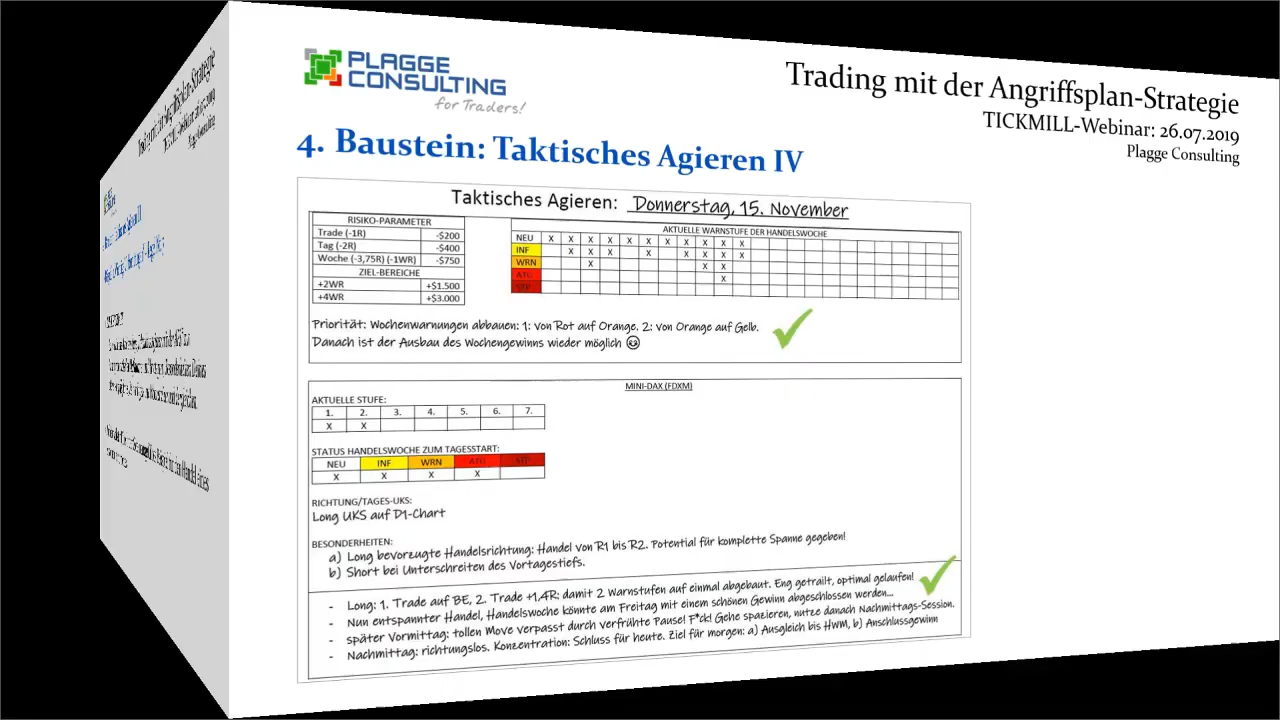 PLAGGE
CONSULTING
for Traders!
Trading mit der Angriffsplan-Strategie
TICKMILL-Webinar: 26.07.2019
Plagge Consulting
4. Baustein: Taktisches Agieren IV
Taktisches Agieren: Donnerstag, 15. November
RISIKO-PARAMETER
Trade (-1R) -$200
Tag (-2R) -$400
Woche (-3,75R) (-1WR) -$750
ZIEL-BEREICHE
+2WR +$1.500
+4WR +$3.000
AKTUELLE WARNSTUFE DER HANDELSWOCHE
NEU X X X X X X X X X X X
INF X X X X X X X X
WRN X X X
ATU X
STP
Priorität: Wochenwarnungen abbauen: 1: von Rot auf Orange. 2: von Orange auf Gelb.
Danach ist der Ausbau des Wochengewinns wieder möglich
MINI-DAX (FDXM)
AKTUELLE STUFE:
1. 2. 3. 4. 5. 6. 7.
X X
STATUS HANDELSWOCHE ZUM TAGESSTART:
NEU INF WRN ATU STP
X X X X
RICHTUNG/TAGES-UKS:
Long UKS auf D1-Chart
BESONDERHEITEN:
a) Long bevorzugte Handelsrichtung: Handel von R1 bis R2. Potential für komplette Spanne gegeben!
b) Short bei Unterschreiten des Vortagestiefs.
- Long: 1. Trade auf BE, 2. Trade +1,4R: damit 2 Warnstufen auf einmal abgebaut. Eng getrailt, optimal gelaufen!
- Nun entspannter Handel, Handelswoche könnte am Freitag mit einem schönen Gewinn abgeschlossen werden...
- später Vormittag: tollen Move verpasst durch verfrühte Pause! F*ck! Gehe spazieren, nutze danach Nachmittags-Session.
- Nachmittag: richtungslos. Konzentration: Schluss für heute. Ziel für morgen: a) Ausgleich bis HWM, b) Anschlussgewinn